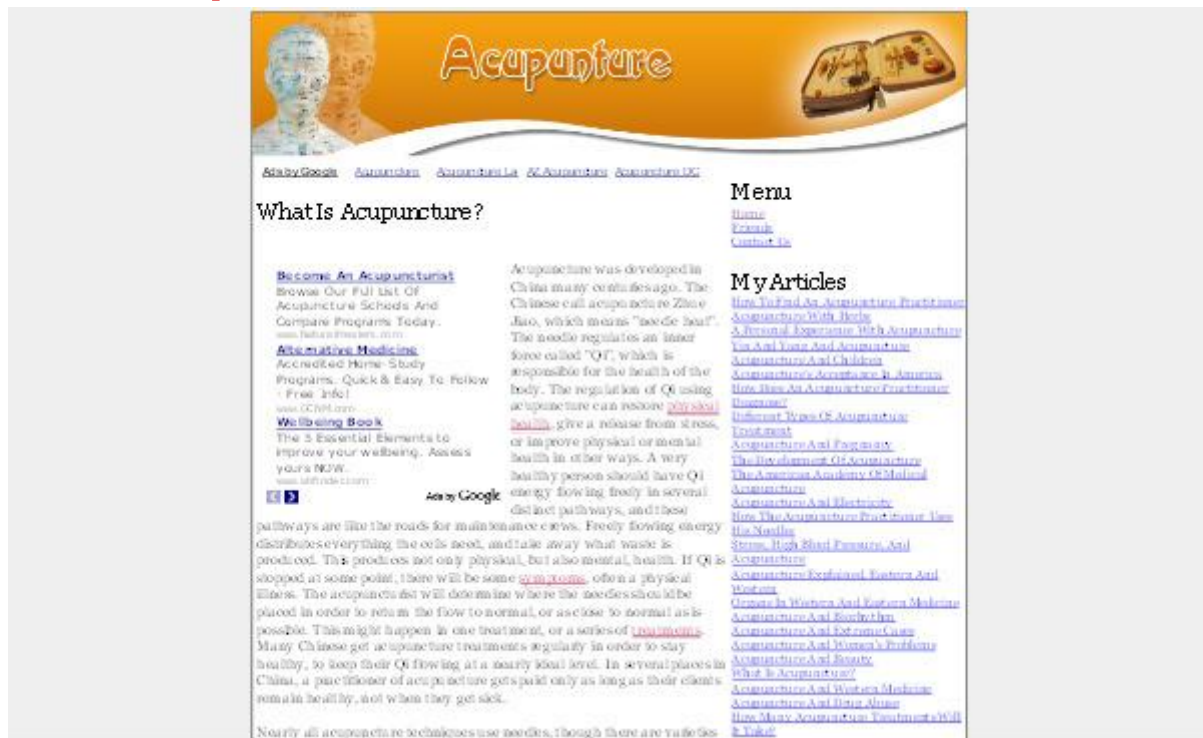 Acupunture
Ads by Google Acupuncture Acupuncture La AZ Acupuncture Acupuncture DC
What Is Acupuncture?
Become An Acupuncturist
Browse Our Full List Of
Acupuncture Schools And
Compare Programs Today.
www.NaturalHealers.com
Alternative Medicine
Accredited Home-Study
Programs. Quick & Easy To Follow
- Free Info!
Wellbeing Book
The 5 Essential Elements to
improve your wellbeing. Assess
yours NOW.
Ads by Google
Acupuncture was developed in
China many centuries ago. The
Chinese call acupuncture Zhue
Jiao, which means "needle heat".
The needle regulates an inner
force called "QI", which is
responsible for the health of the
body. The regulation of Qi using
acupuncture can restore physical
health, give a release from stress,
or improve physical or mental
health in other ways. A very
healthy person should have QI
energy flowing freely in several
distinct pathways, and these
pathways are like the roads for maintenance crews. Freely flowing energy
distributes everything the cells need, and take away what waste is
produced. This produces not only physical, but also mental, health. If Qi is
stopped at some point, there will be some symptoms, often a physical
illness. The acupuncturist will determine where the needles should be
placed in order to return the flow to normal, or as close to normal as is
possible. This might happen in one treatment, or a series of treatments.
Many Chinese get acupuncture treatments regularly in order to stay
healthy, to keep their Qi flowing at a nearly ideal level. In several places in
China, a practitioner of acupuncture gets paid only as long as their clients
remain healthy, not when they get sick.
Nearly all acupuncture techniques use needles, though there are varieties
Menu
Home
Friends
Contact Us
My Articles
How To Find An Acupuncture Practitioner
Acupuncture With Herbs
A Personal Experience With Acupuncture
Yin And Yang And Acupuncture
Acupuncture And Children
Acupuncture's Acceptance In America
How Does An Acupuncture Practitioner
Diagnose?
Different Types Of Acupuncture
Treatment
Acupuncture And Pregnancy
The Development Of Acupuncture
The American Academy Of Medical
Acupuncture
Acupuncture And Electricity
How The Acupuncture Practitioner Uses
His Needles
Stress, High Blood Pressure, And
Acupuncture
Acupuncture Explained, Eastern And
Western
Organs In Western And Eastern Medicine
Acupuncture And Biorhythm
Acupuncture And Extreme Cases
Acupuncture And Women's Problems
Acupuncture And Beauty
What Is Acupuncture?
Acupuncture And Western Medicine
Acupuncture And Drug Abuse
How Many Acupuncture Treatments Will
It Take?